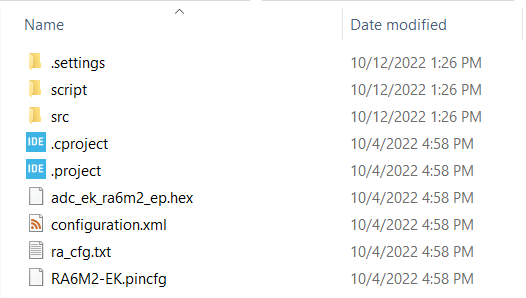 Name Date modified
.settings 10/12/2022 1:26 PM
script 10/12/2022 1:26 PM
src 10/12/2022 1:26 PM
IDE .cproject 10/4/2022 4:58 PM
IDE .project 10/4/2022 4:58 PM
adc_ek_ra6m2_ep.hex 10/4/2022 4:58 PM
configuration.xml 10/4/2022 4:58 PM
ra_cfg.txt 10/4/2022 4:58 PM
RA6M2-EK.pincfg 10/4/2022 4:58 PM